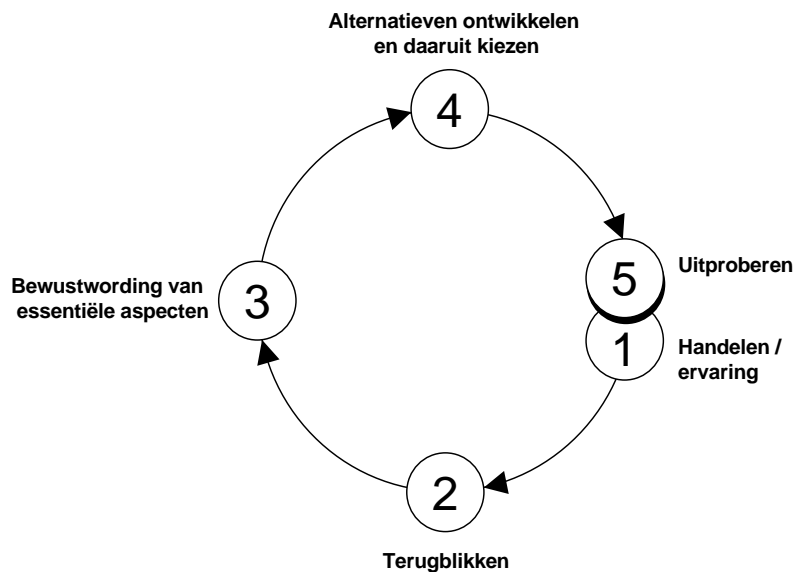 Alternatieven ontwikkelen
en daaruit kiezen
4
5
Uitproberen
Bewustwording van
essentiële aspecten
3
1
Handelen /
ervaring
2
Terugblikken